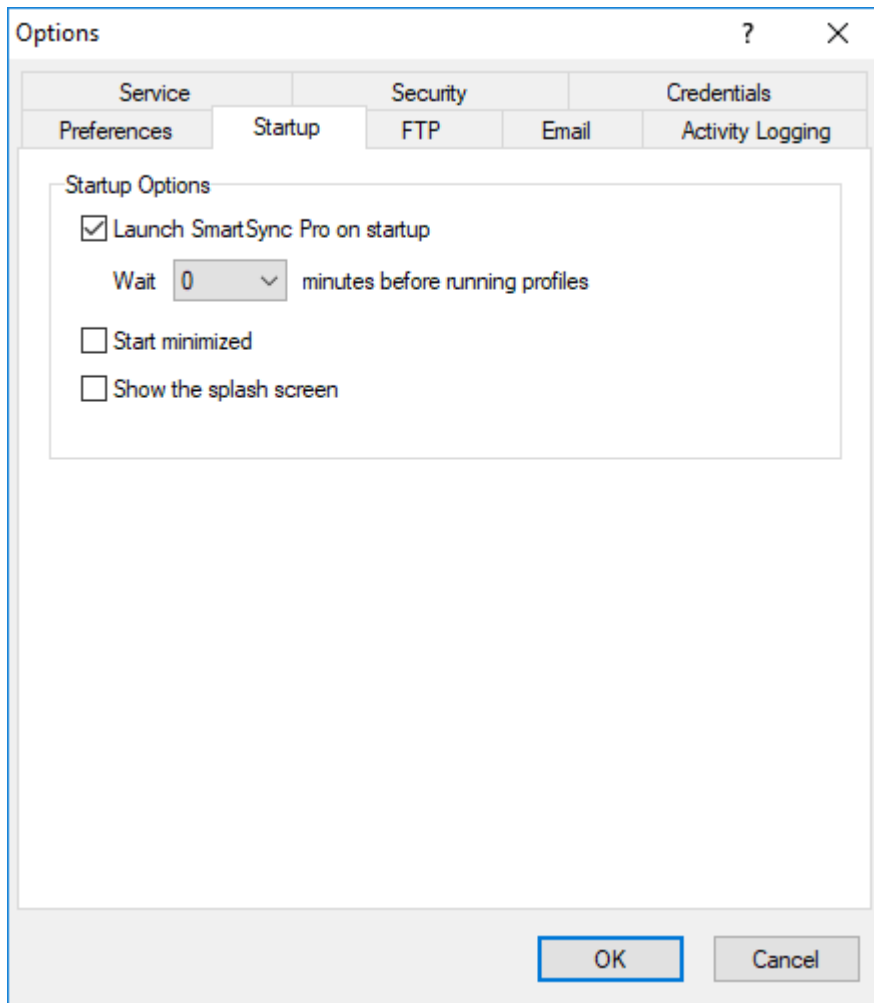 Options ?
Service Security Credentials
Preferences Startup FTP Email Activity Logging
Startup Options
Launch SmartSync Pro on startup
Wait 0 minutes before running profiles
Start minimized
Show the splash screen
OK Cancel